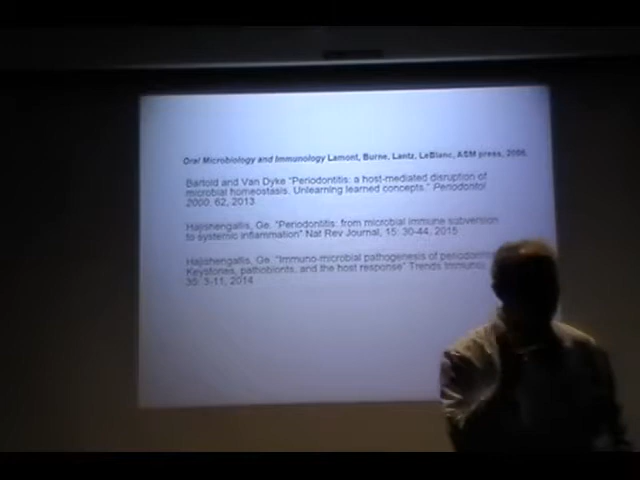 Oral Microbiology and Immunology Lamont, Burne, Lantz, LeBlanc, ASM press, 2006.
Bartold and Van Dyke "Periodontitis: a host-mediated disruption of
microbial homeostasis. Unlearning learned concepts." Periodontol
2000. 62, 2013
Hajishengallis, Ge. "Periodontitis: from microbial immune subversion
to systemic inflammation" Nat Rev Journal, 15: 30-44, 2015
Hajishengallis, Ge. "Immuno-microbial pathogenesis of
Keystones, pathobionts, and the host response" Trends
35: 3-11, 2014